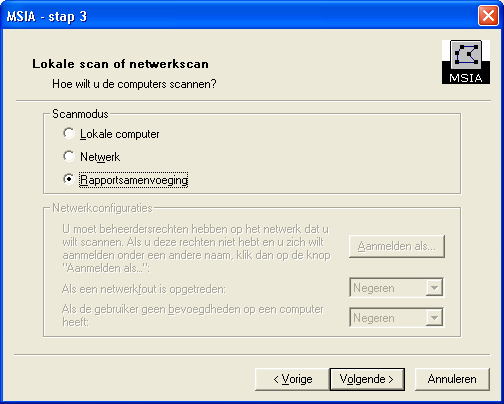 MSIA - stap 3
Lokale scan of netwerkscan
Hoe wilt u de computers scannen?
MSIA
Scanmodus
Lokale computer
Netwerk
Rapportsamenvoeging
Netwerkconfiguraties
U moet beheerdersrechten hebben op het netwerk dat u
wilt scannen. Als u deze rechten niet hebt en u zich wilt
aanmelden onder een andere naam, klik dan op de knop
"Aanmelden als...":
Aanmelden als...
Als een netwerkfout is opgetreden:
Negeren
Als de gebruiker geen bevoegdheden op een computer
heeft:
Negeren
< Vorige
Volgende >
Annuleren